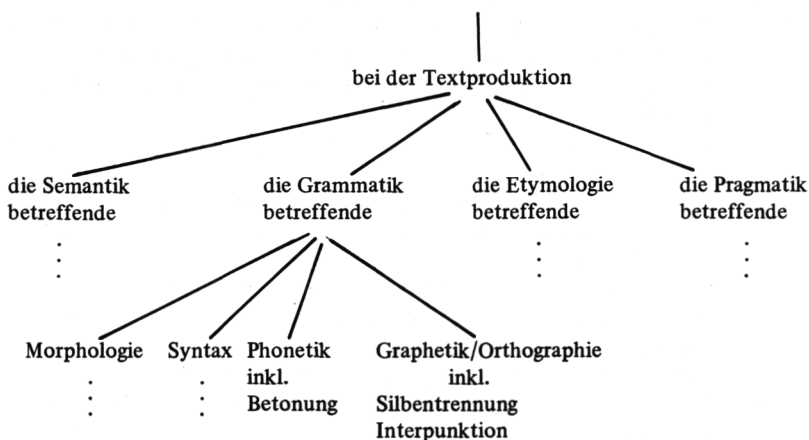 bei der Textproduktion
die Semantik
betreffende
die Grammatik
betreffende
die Etymologie
betreffende
die Pragmatik
betreffende
Morphologie
Syntax
Phonetik
inkl.
Betonung
Graphetik/Orthographie
inkl.
Silbentrennung
Interpunktion